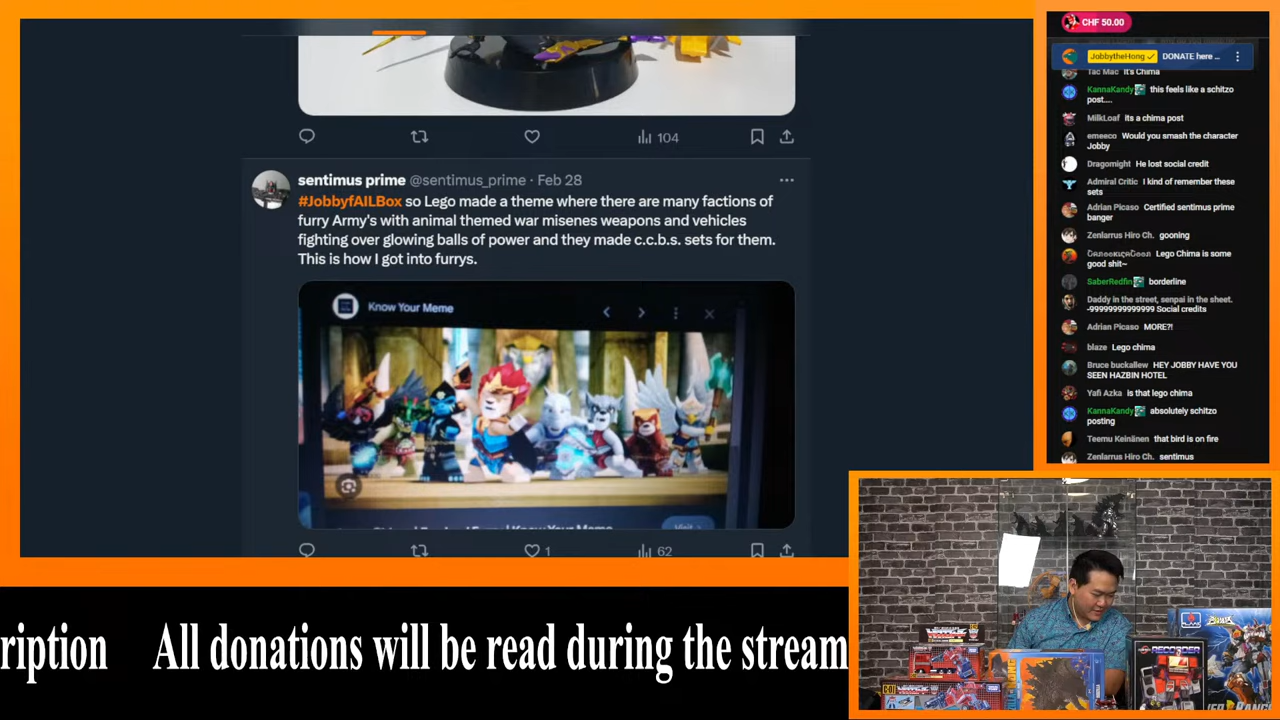 104
sentimus prime @sentimus_prime · Feb 28
#JobbyfAILBox so Lego made a theme where there are many factions of
furry Army's with animal themed war misenes weapons and vehicles
fighting over glowing balls of power and they made c.c.b.s. sets for them.
This is how I got into furrys.
Know Your Meme
Visit
1
62
ription All donations will be read during the stream
CHF 50.00
JobbytheHong DONATE here ...
Tac Mac It's Chima
KannaKandy this feels like a schitzo
post....
MilkLoaf Its a chima post
emeeco Would you smash the character
Jobby
Dragomight He lost social credit
Admiral Critic I kind of remember these
sets
Adrian Picaso Certified sentimus prime
banger
Zenlarrus Hiro Ch. gooning
Lego Chima is some
good shit~
SaberRedfin borderline
Daddy in the street, senpai in the sheet.
-99999999999999 Social credits
Adrian Picaso MORE?!
blaze Lego chima
Bruce buckallew HEY JOBBY HAVE YOU
SEEN HAZBIN HOTEL
Yafi Azka is that lego chima
KannaKandy absolutely schitzo
posting
Teemu Keinänen that bird is on fire
Zenlarrus Hiro Ch. sentimus
RECORDER